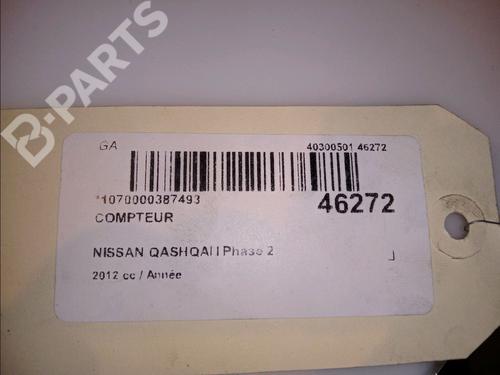 B-PARTS
GA 40300501 46272
*1070000387493 46272
COMPTEUR
NISSAN QASHQAI I Phase 2
2012 cc / Année